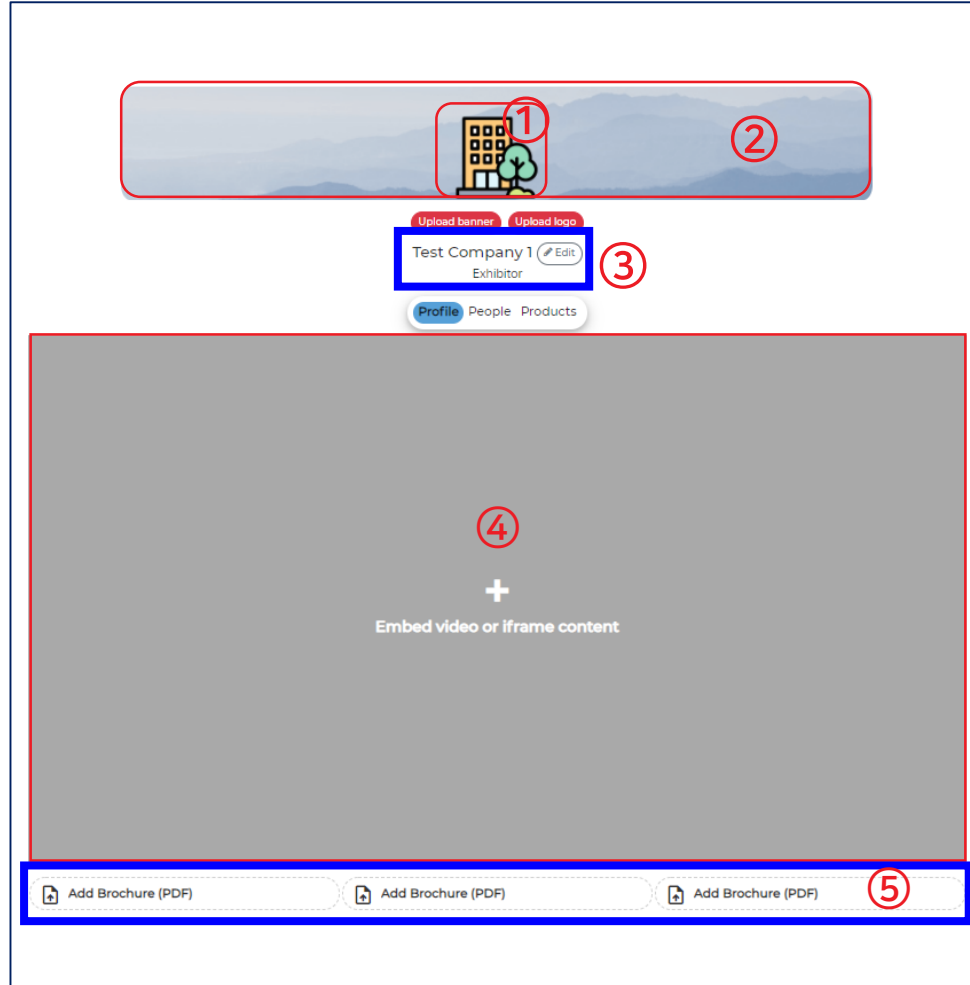 ①
②
Upload banner Upload logo
Test Company 1 Edit
Exhibitor
③
Profile People Products
④
+
Embed video or iframe content
Add Brochure (PDF) Add Brochure (PDF) Add Brochure (PDF)
⑤